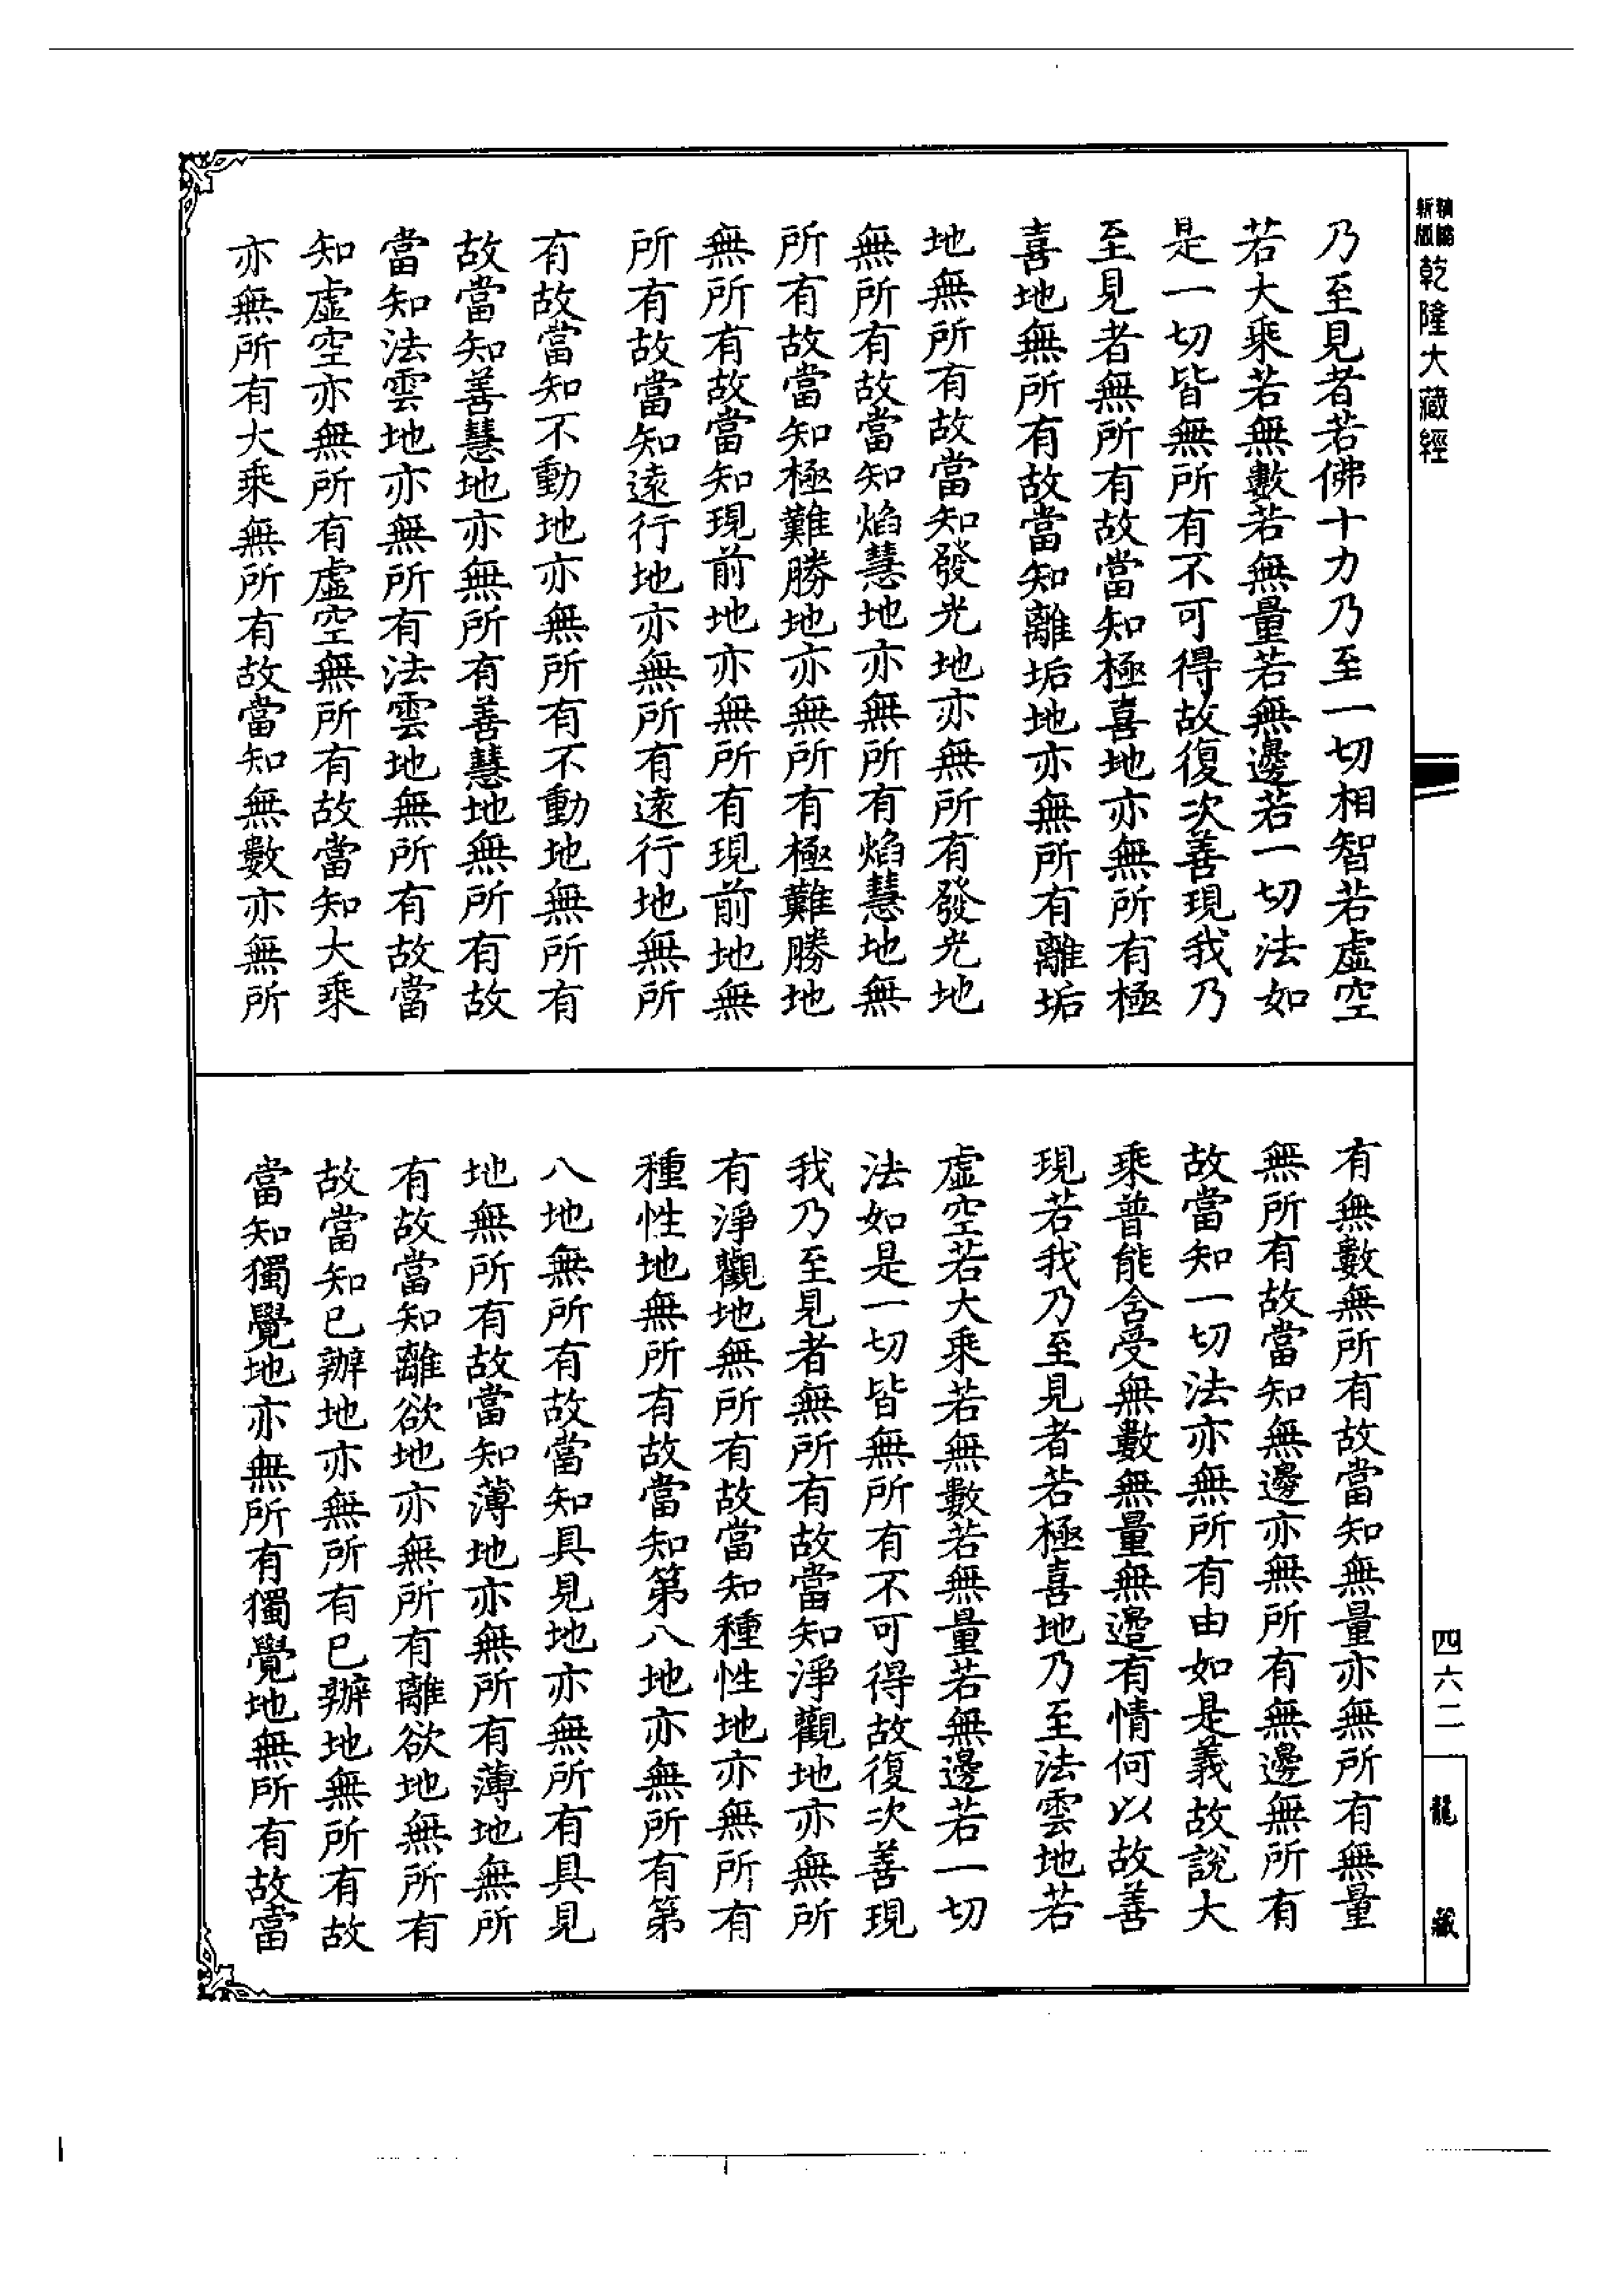 新版
精縮
乾隆大藏經
乃至見者若佛十力乃至一切相智若虛空
若大乘若無數若無量若無邊若一切法如
是一切皆無所有不可得故復次善現我乃
至見者無所有故當知極喜地亦無所有極
喜地無所有故當知離垢地亦無所有離垢
地無所有故當知發光地亦無所有發光地
無所有故當知焰慧地亦無所有焰慧地無
所有故當知極難勝地亦無所有極難勝地
無所有故當知現前地亦無所有現前地無
所有故當知遠行地亦無所有遠行地無所
有故當知不動地亦無所有不動地無所有
故當知善慧地亦無所有善慧地無所有故
當知法雲地亦無所有法雲地無所有故當
知虛空亦無所有虛空無所有故當知大乘
亦無所有大乘無所有故當知無數亦無所
有無數無所有故當知無量亦無所有無量
無所有故當知無邊亦無所有無邊無所有
故當知一切法亦無所有由如是義故說大
乘普能含受無數無量無邊有情何以故善
現若我乃至見者若極喜地乃至法雲地若
虛空若大乘若無數若無量若無邊若一切
法如是一切皆無所有不可得故復次善現
我乃至見者無所有故當知淨觀地亦無所
有淨觀地無所有故當知種性地亦無所有
種性地無所有故當知第八地亦無所有第
八地無所有故當知具見地亦無所有具見
地無所有故當知薄地亦無所有薄地無所
有故當知離欲地亦無所有離欲地無所有
故當知已辦地亦無所有已辦地無所有故
當知獨覺地亦無所有獨覺地無所有故當
四六二
龍藏